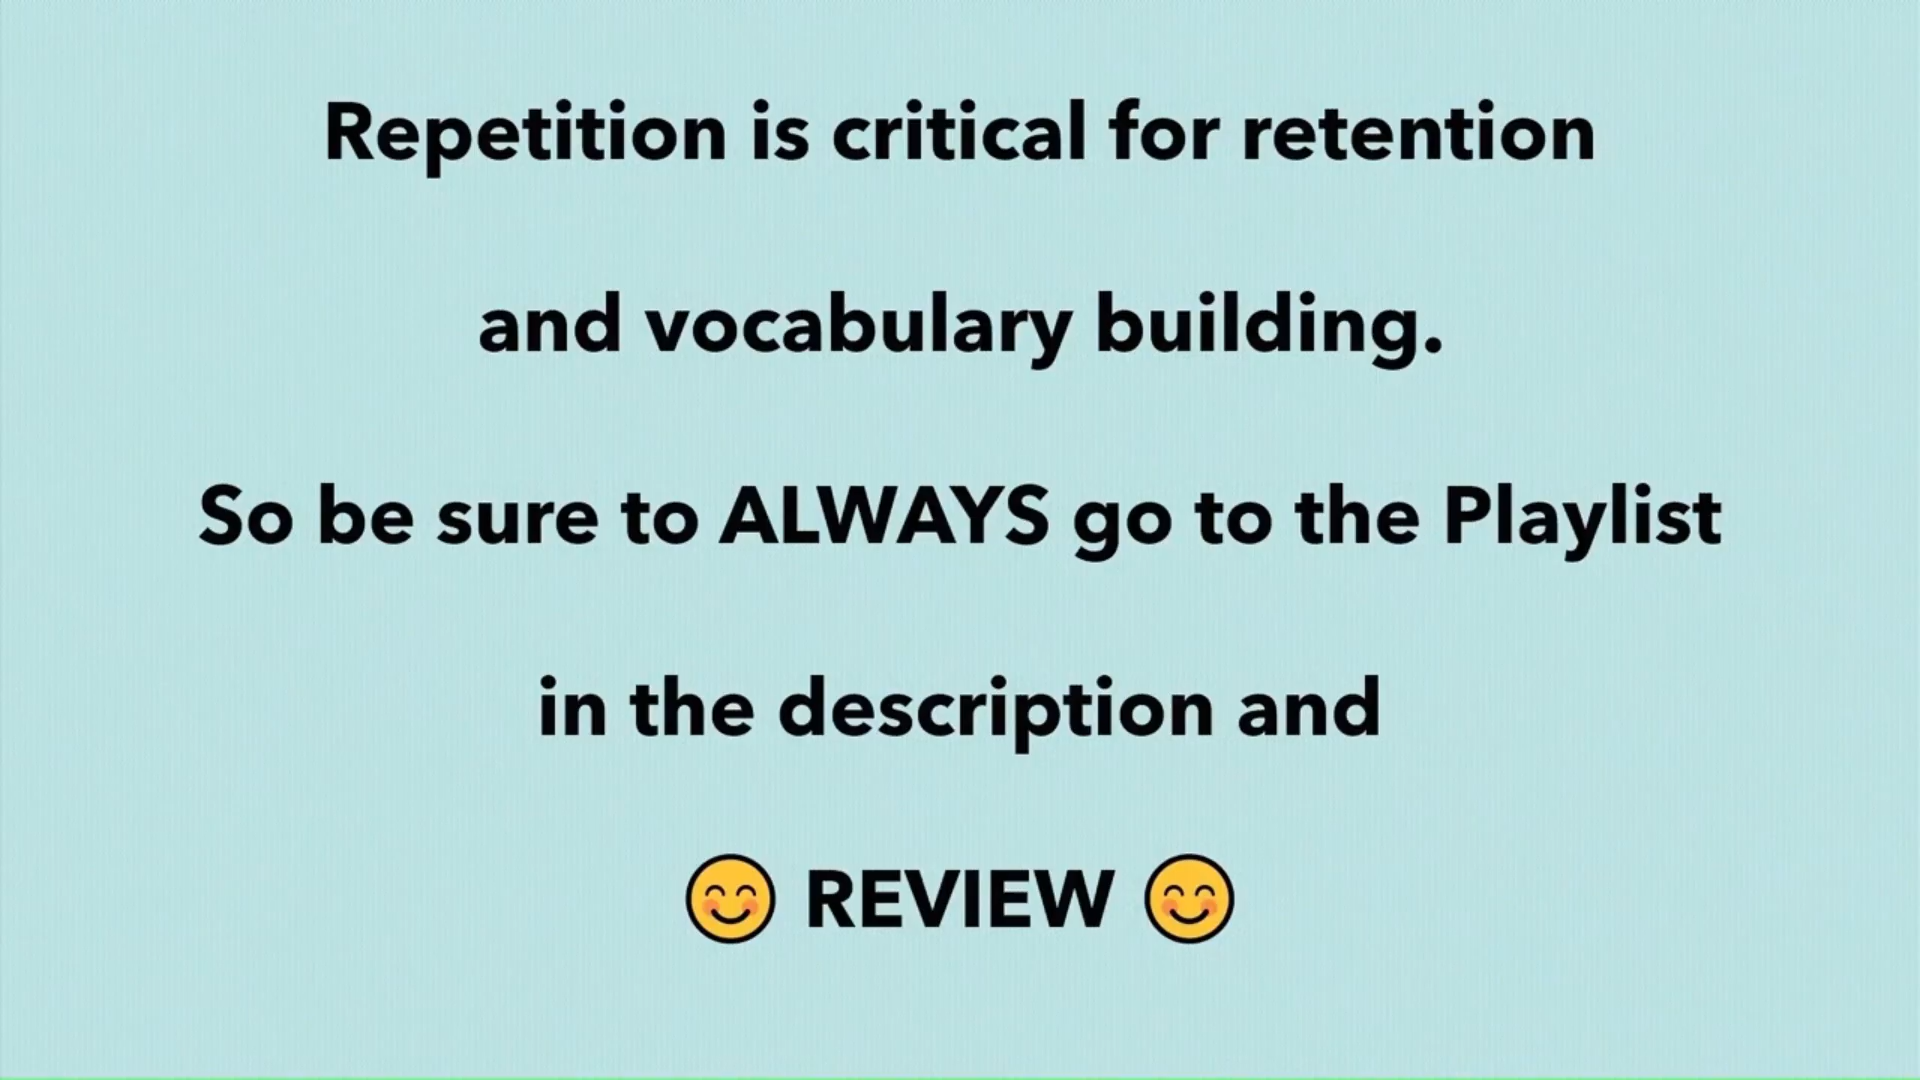 Repetition is critical for retention
and vocabulary building.
So be sure to ALWAYS go to the Playlist
in the description and
😊 REVIEW 😊